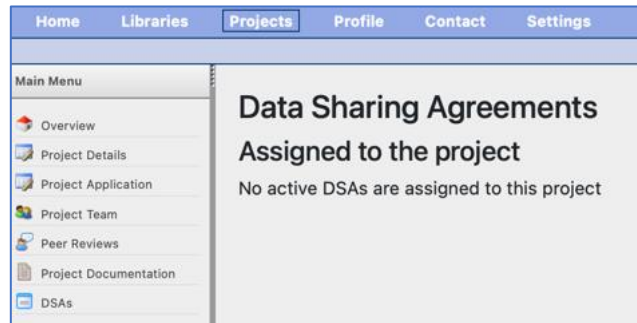 Home Libraries Projects Profile Contact Settings
Main Menu
Overview
Project Details
Project Application
Project Team
Peer Reviews
Project Documentation
DSAs
Data Sharing Agreements
Assigned to the project
No active DSAs are assigned to this project